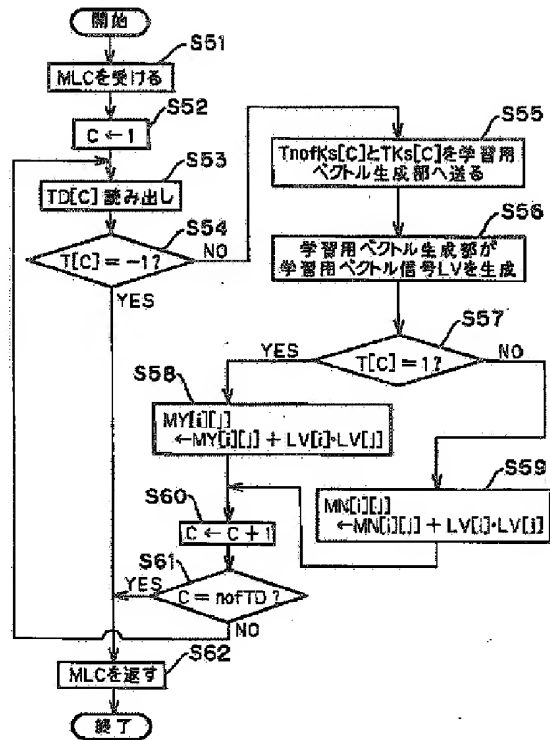 開始
S51
MLCを受ける
S52
C←1
S53
TD[C]読み出し
S54
T[C]=-1?
NO
YES
S55
TnofKs[C]とTKs[C]を学習用
ベクトル生成部へ送る
S56
学習用ベクトル生成部が
学習用ベクトル信号LVを生成
S57
T[C]=1?
YES
NO
S58
MY[i][j]
←MY[i][j]+LV[i]·LV[j]
S59
MN[i][j]
←MN[i][j]+LV[i]·LV[j]
S60
C←C+1
S61
C=nofTD?
YES
NO
S62
MLCを返す
終了